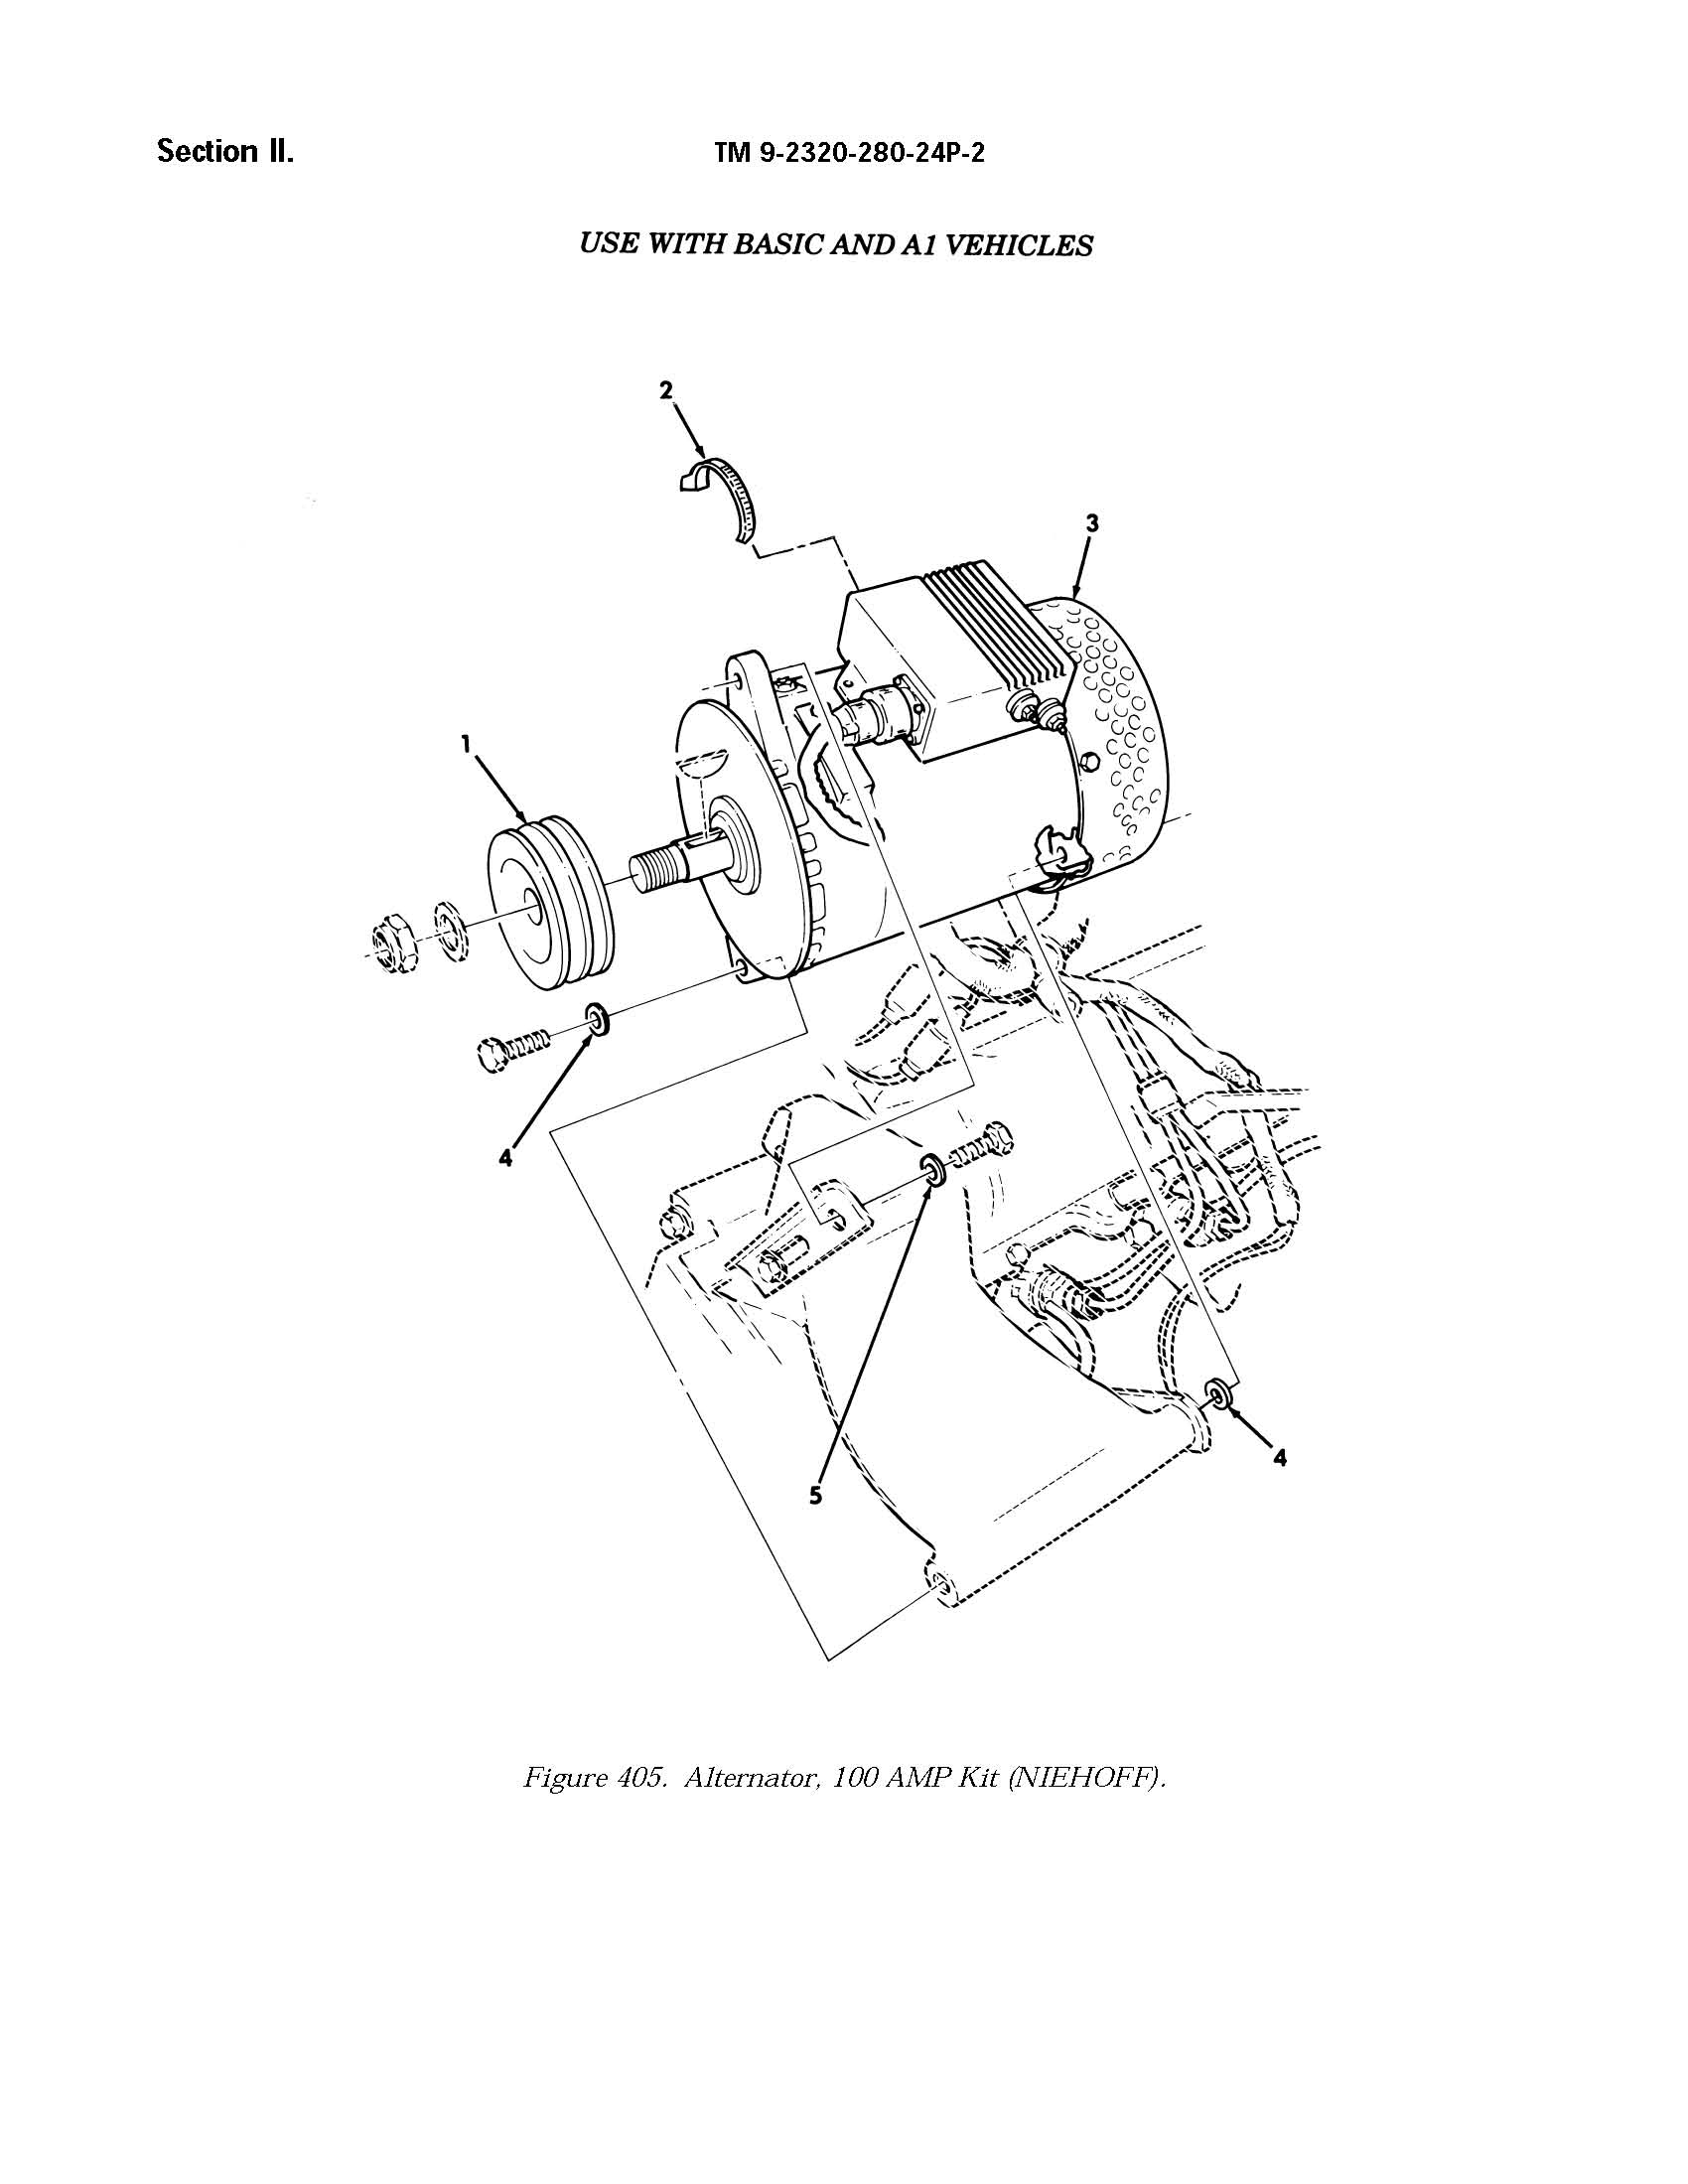 Section II.
TM 9-2320-280-24P-2
USE WITH BASIC AND A1 VEHICLES
2
3
1
4
5
4
Figure 405. Alternator, 100 AMP Kit (NIEHOFF).